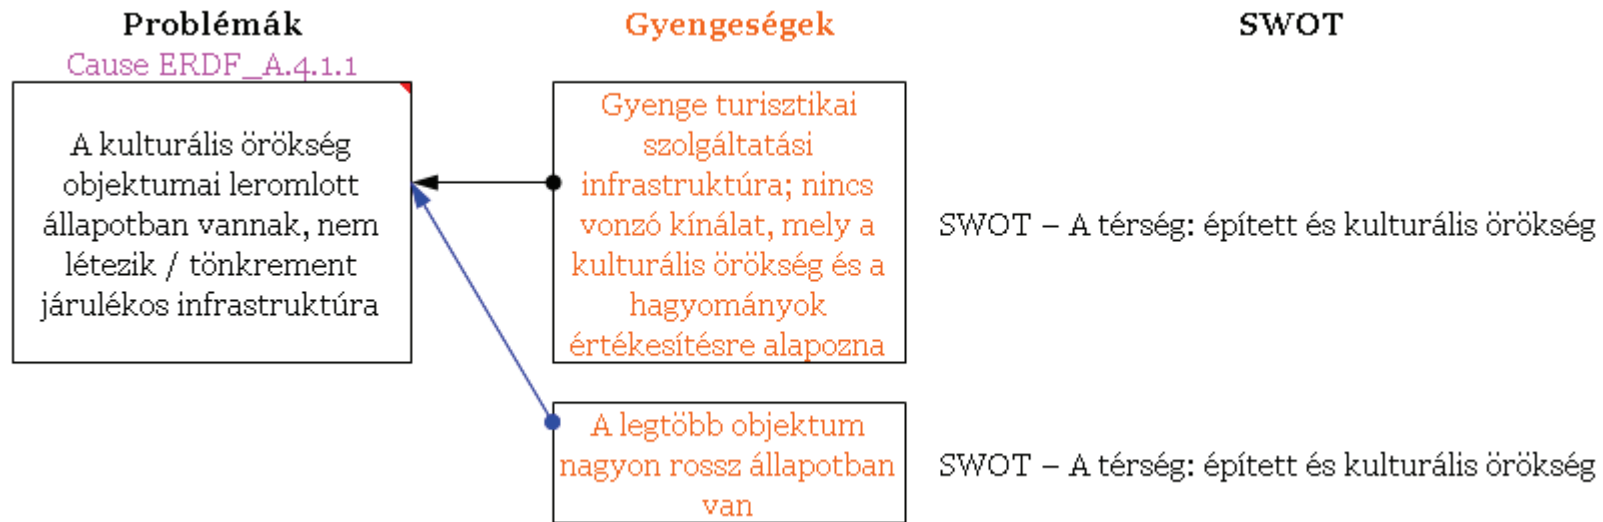 Problémák
Gyengeségek
SWOT
Cause ERDF_A.4.1.1
A kulturális örökség
objektumai leromlott
állapotban vannak, nem
létezik / tönkrement
járulékos infrastruktúra
Gyenge turisztikai
szolgáltatási
infrastruktúra; nincs
vonzó kínálat, mely a
kulturális örökség és a
hagyományok
értékesítésre alapozna
SWOT – A térség: épített és kulturális örökség
A legtöbb objektum
nagyon rossz állapotban
van
SWOT – A térség: épített és kulturális örökség